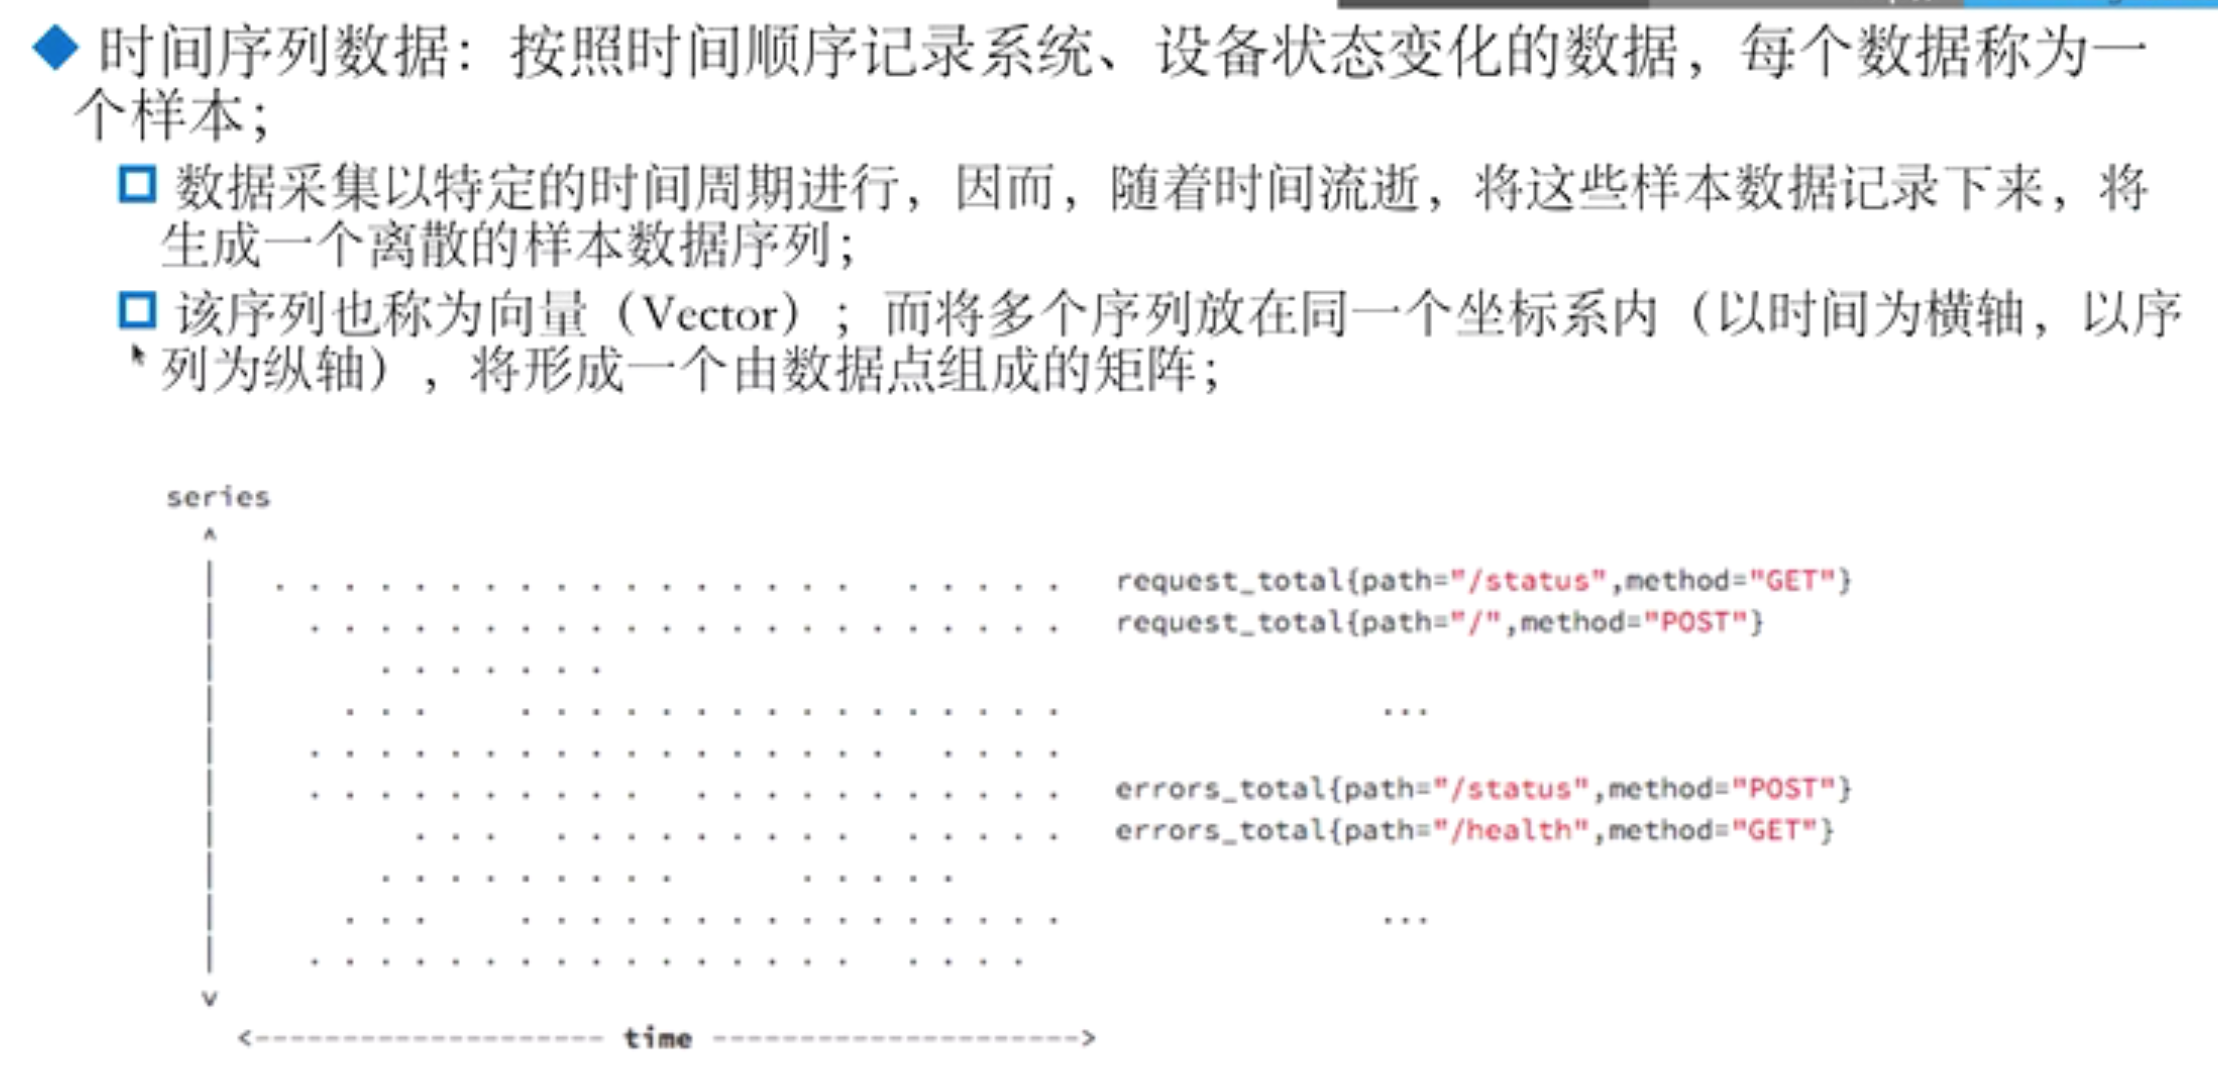 时间序列数据：按照时间顺序记录系统、设备状态变化的数据，每个数据称为一
个样本；
数据采集以特定的时间周期进行，因而，随着时间流逝，将这些样本数据记录下来，将
生成一个离散的样本数据序列；
该序列也称为向量（Vector）；而将多个序列放在同一个坐标系内（以时间为横轴，以序
列为纵轴），将形成一个由数据点组成的矩阵；
series
request_total{path="/status",method="GET"}
request_total{path="/",method="POST"}
...
errors_total{path="/status",method="POST"}
errors_total{path="/health",method="GET"}
...
<------------------- time -------------------->